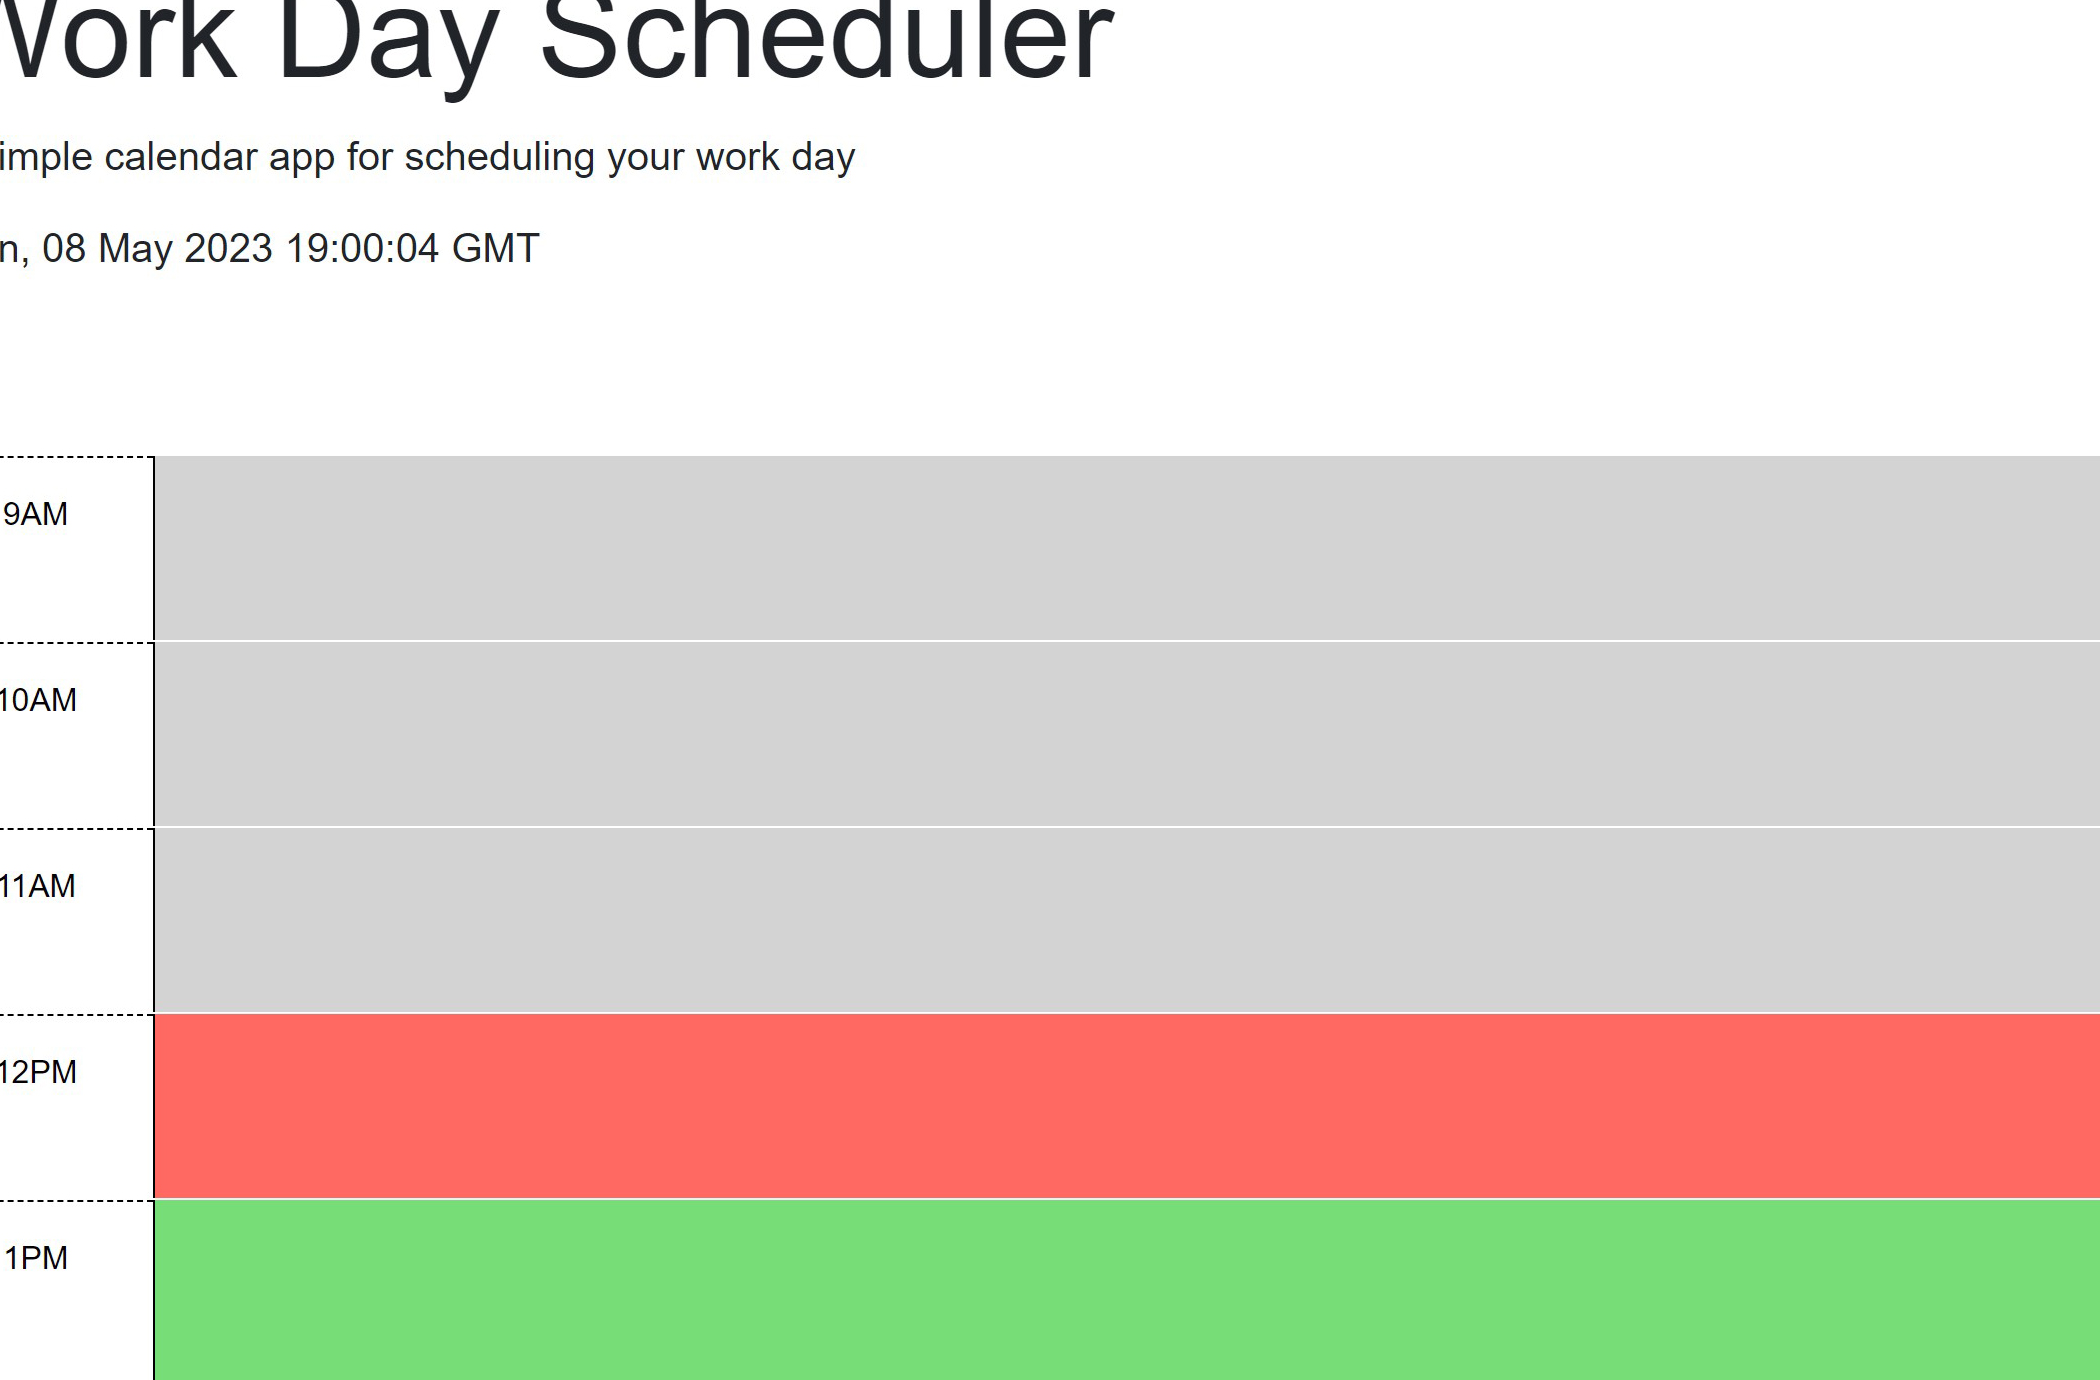 Work Day Scheduler
imple calendar app for scheduling your work day
n, 08 May 2023 19:00:04 GMT
9AM
10AM
11AM
12PM
1PM